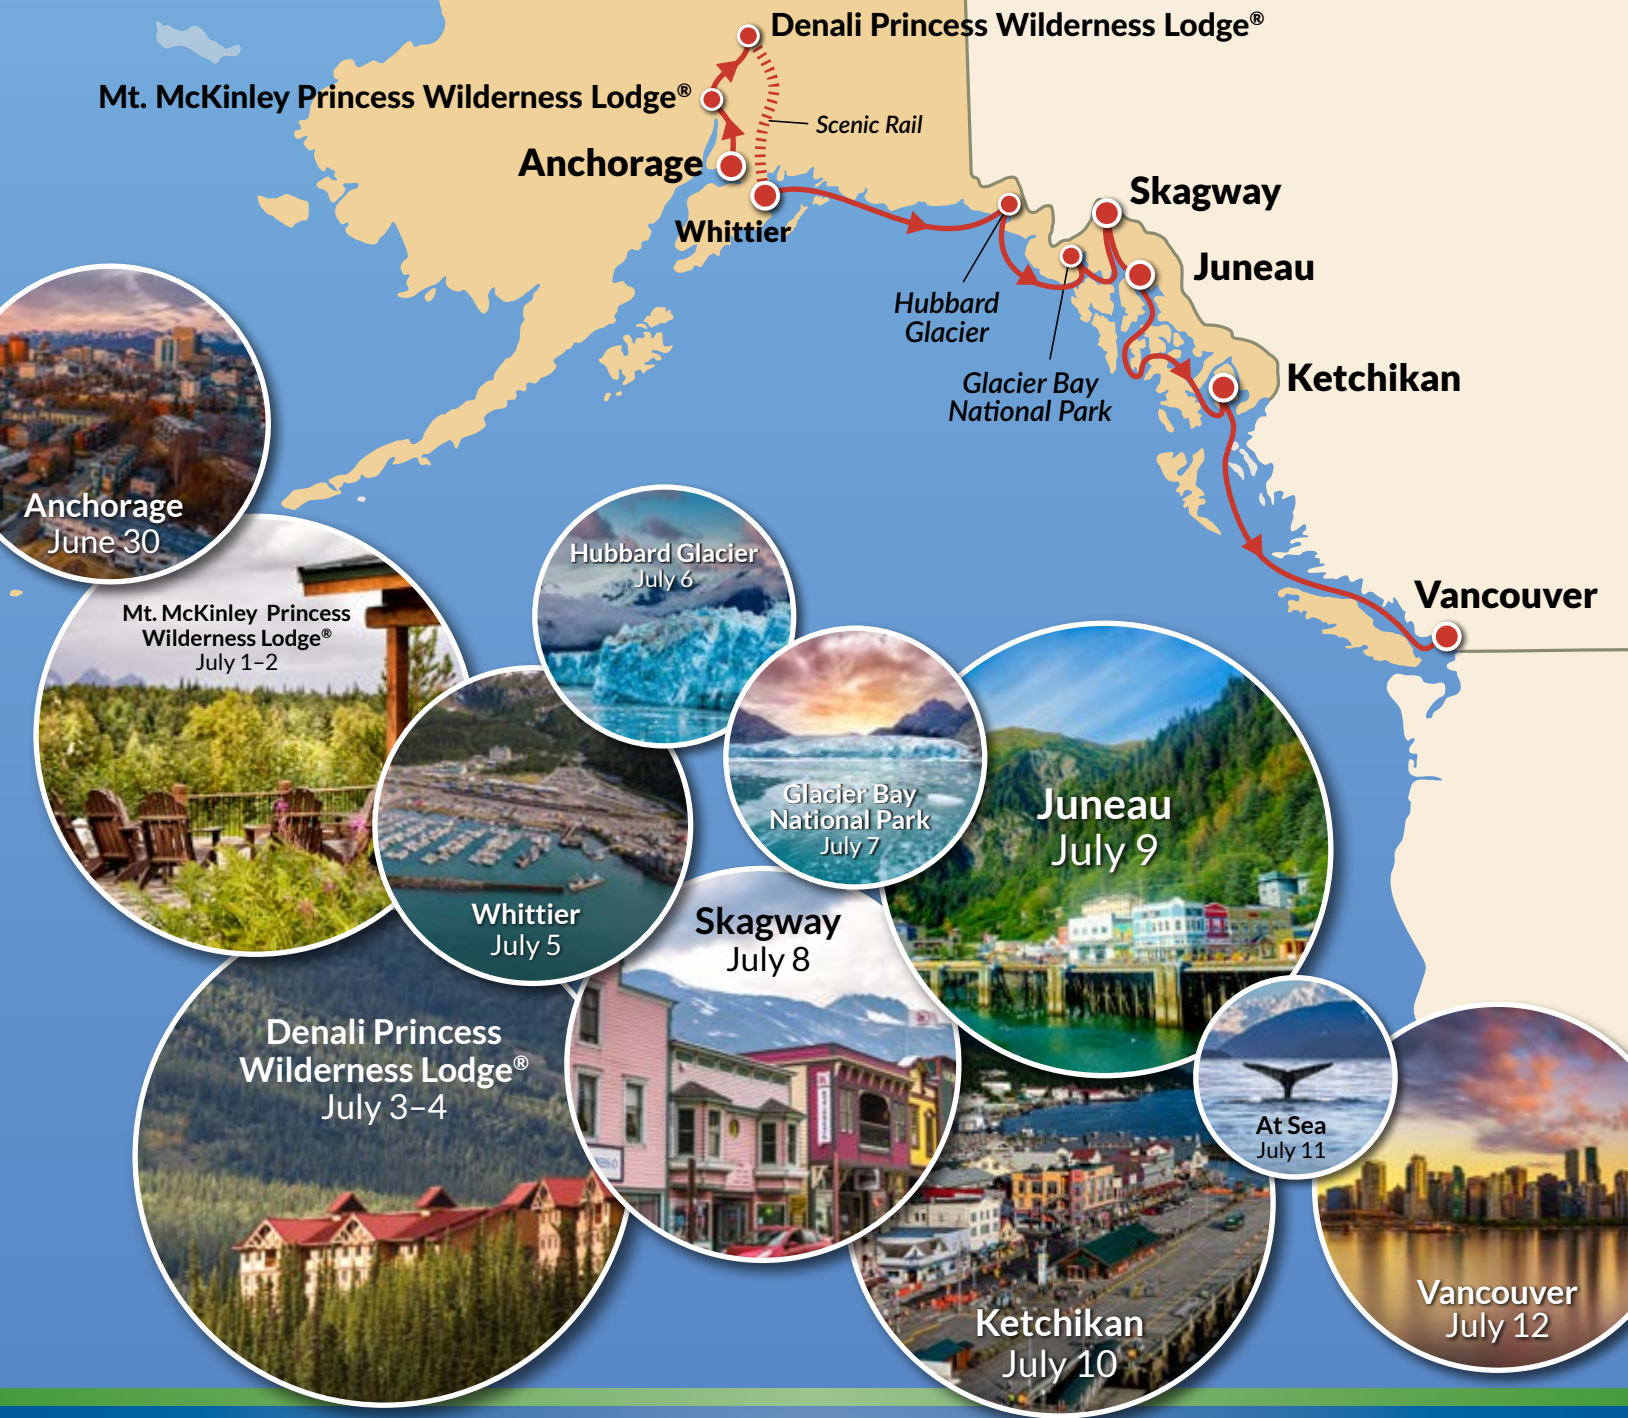 Denali Princess Wilderness Lodge®
Mt. McKinley Princess Wilderness Lodge®
Scenic Rail
Anchorage
Whittier
Skagway
Juneau
Hubbard
Glacier
Glacier Bay
National Park
Ketchikan
Vancouver
Anchorage
June 30
Mt. McKinley Princess
Wilderness Lodge®
July 1–2
Hubbard Glacier
July 6
Glacier Bay
National Park
July 7
Juneau
July 9
Whittier
July 5
Skagway
July 8
Denali Princess
Wilderness Lodge®
July 3–4
At Sea
July 11
Ketchikan
July 10
Vancouver
July 12